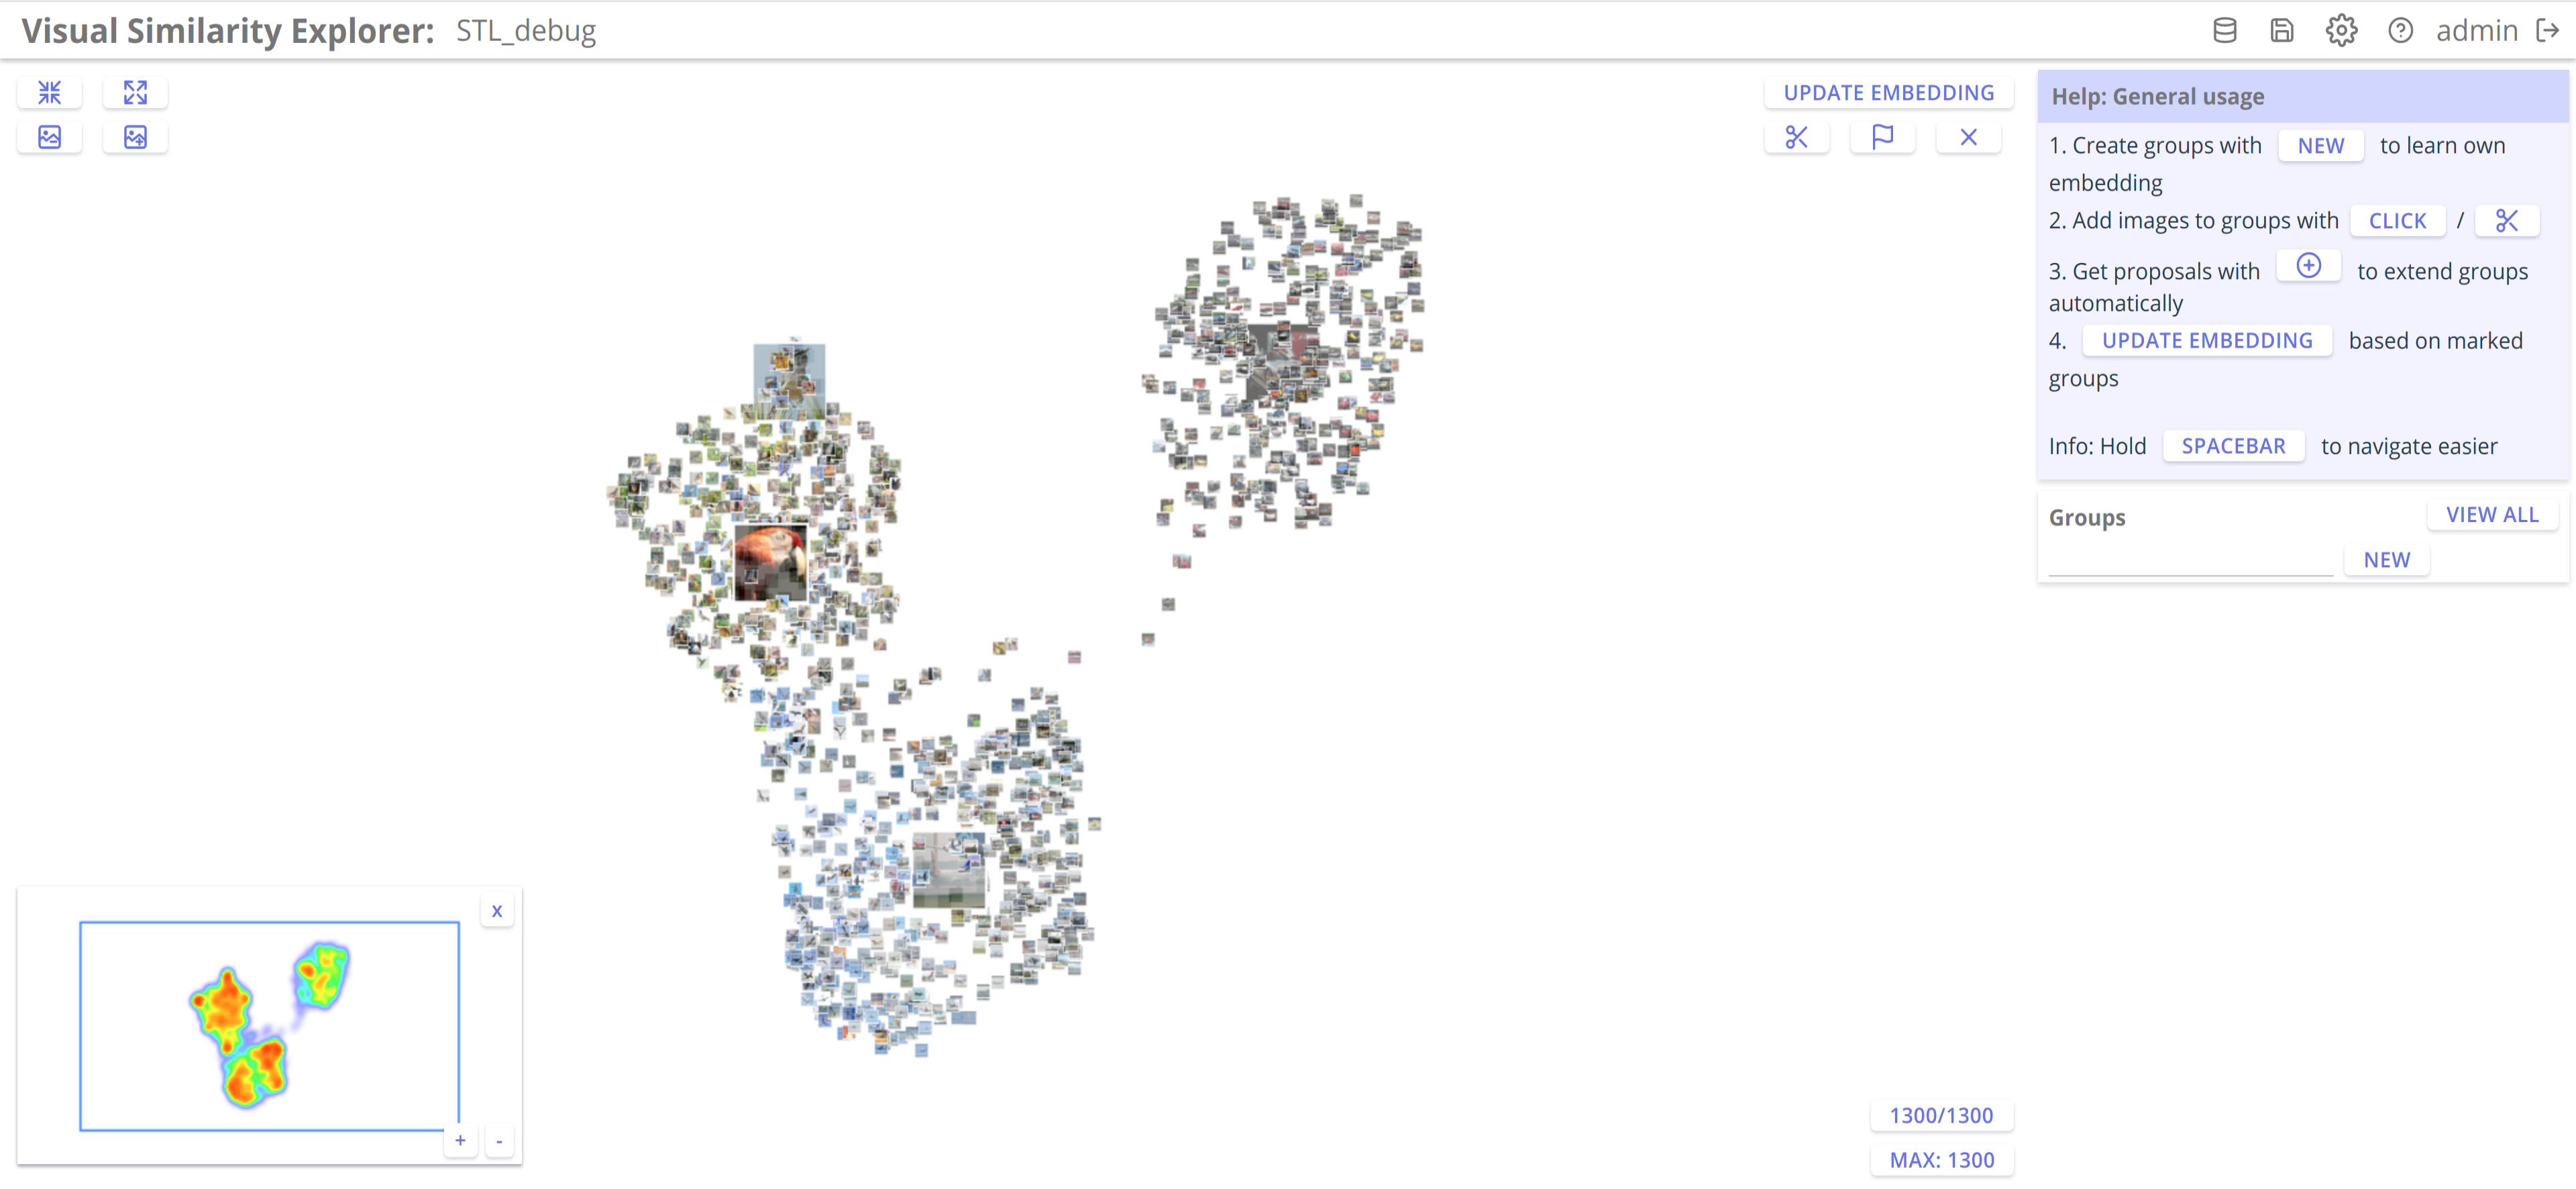 Visual Similarity Explorer: STL_debug
admin
UPDATE EMBEDDING
Help: General usage
1. Create groups with NEW to learn own
embedding
2. Add images to groups with CLICK /
3. Get proposals with to extend groups
automatically
4. UPDATE EMBEDDING based on marked
groups
Info: Hold SPACEBAR to navigate easier
Groups
VIEW ALL
NEW
x
+ -
1300/1300
MAX: 1300